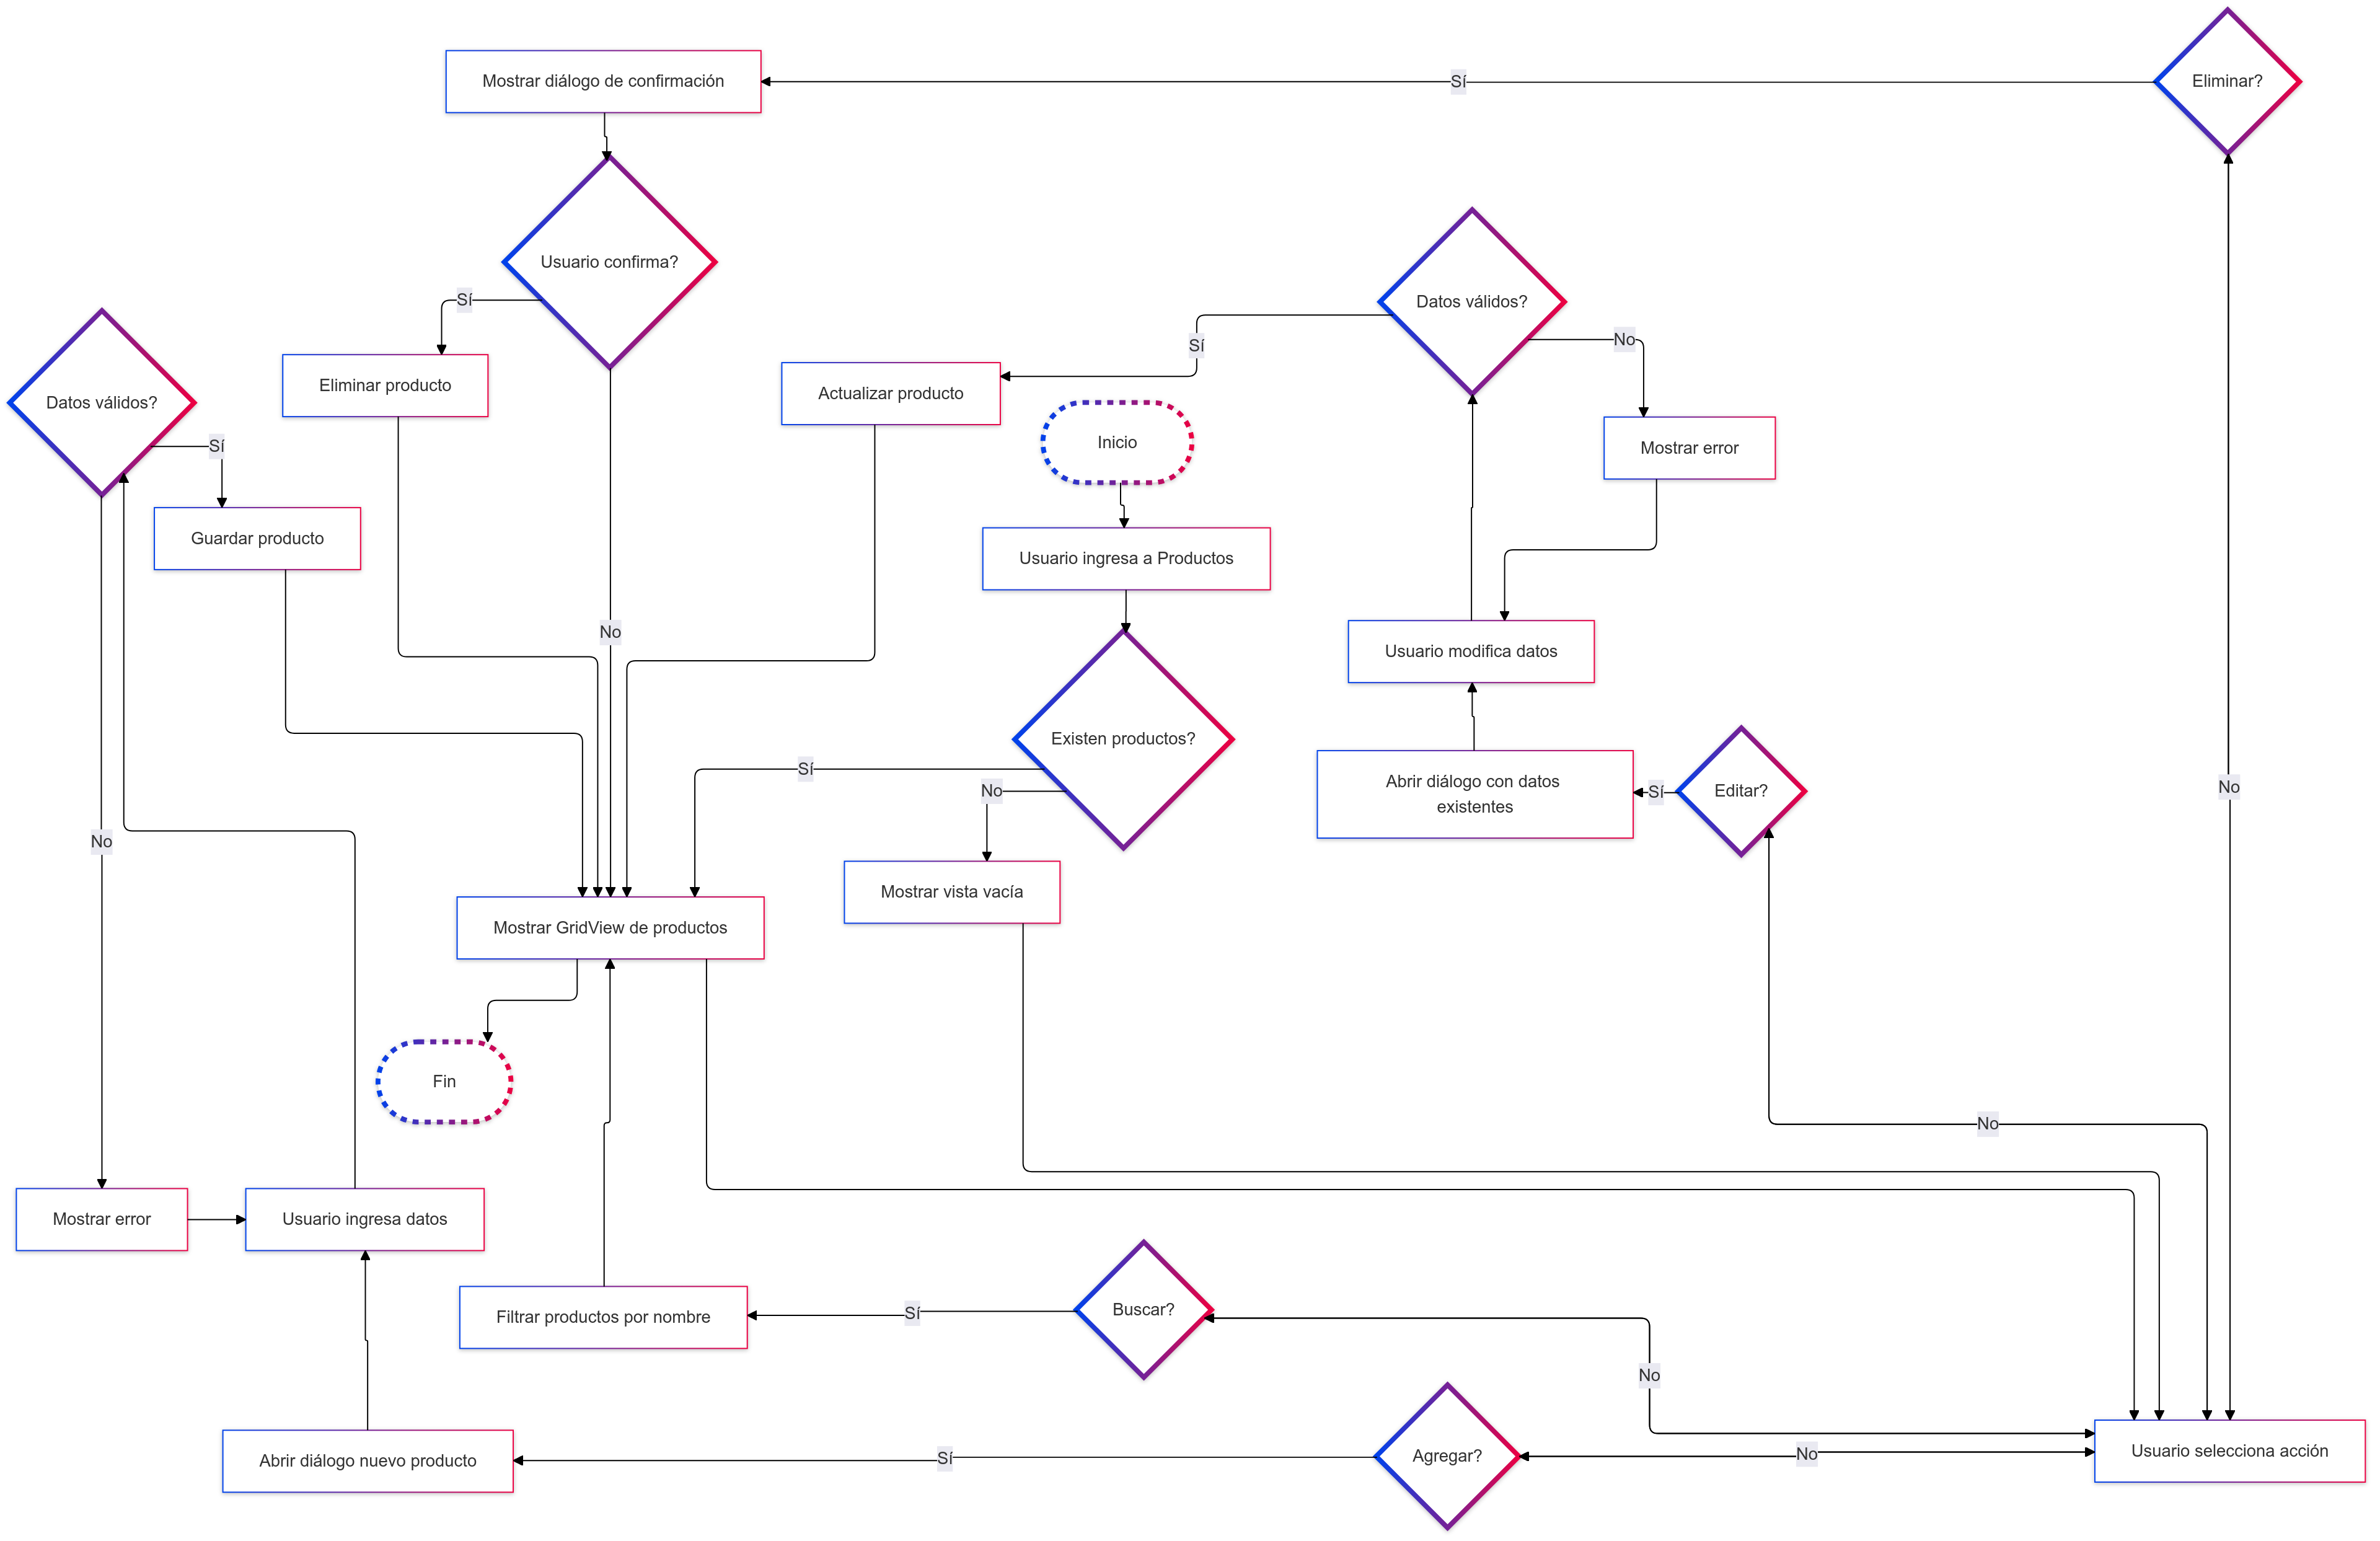 Eliminar?
Sí
Mostrar diálogo de confirmación
Usuario confirma?
Sí
No
Eliminar producto
Datos válidos?
Sí
No
Guardar producto
Datos válidos?
Sí
No
Actualizar producto
Mostrar error
Inicio
Usuario ingresa a Productos
Existen productos?
Sí
No
Usuario modifica datos
Abrir diálogo con datos
existentes
Sí
Editar?
No
No
Mostrar vista vacía
Mostrar GridView de productos
Fin
Mostrar error
Usuario ingresa datos
Filtrar productos por nombre
Sí
Buscar?
No
Abrir diálogo nuevo producto
Sí
Agregar?
No
Usuario selecciona acción